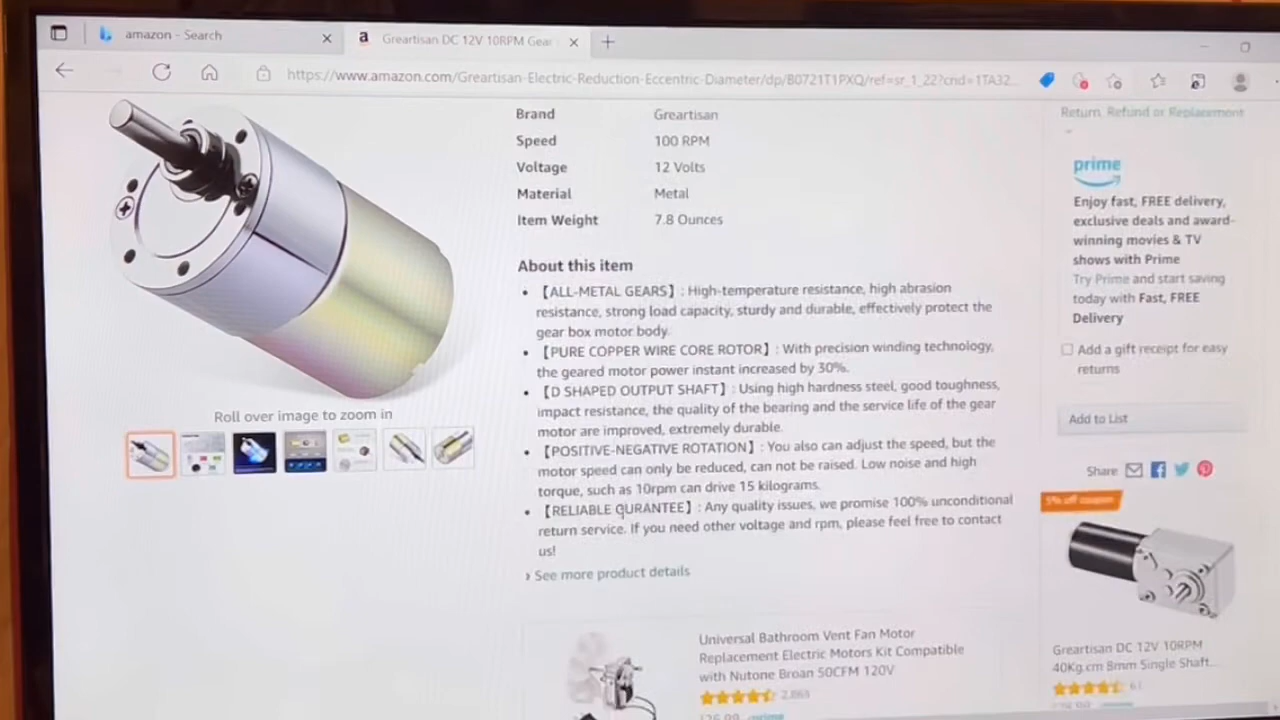 amazon - Search
Greartisan DC 12V 10RPM Gear
https://www.amazon.com/Greartisan-Electric-Reduction-Eccentric-Diameter/dp/B0721T1PXQ/ref=sr_1_22?crid=1TA32...
Brand Greartisan
Speed 100 RPM
Voltage 12 Volts
Material Metal
Item Weight 7.8 Ounces
About this item
• 【ALL-METAL GEARS】: High-temperature resistance, high abrasion
resistance, strong load capacity, sturdy and durable, effectively protect the
gear box motor body.
• 【PURE COPPER WIRE CORE ROTOR】: With precision winding technology,
the geared motor power instant increased by 30%.
• 【D SHAPED OUTPUT SHAFT】: Using high hardness steel, good toughness,
impact resistance, the quality of the bearing and the service life of the gear
motor are improved, extremely durable.
• 【POSITIVE-NEGATIVE ROTATION】: You also can adjust the speed, but the
motor speed can only be reduced, can not be raised. Low noise and high
torque, such as 10rpm can drive 15 kilograms.
• 【RELIABLE QURANTEE】: Any quality issues, we promise 100% unconditional
return service. If you need other voltage and rpm, please feel free to contact
us!
› See more product details
Roll over image to zoom in
Universal Bathroom Vent Fan Motor
Replacement Electric Motors Kit Compatible
with Nutone Broan 50CFM 120V
2,865
prime
Return, Refund or Replacement
prime
Enjoy fast, FREE delivery,
exclusive deals and award-
winning movies & TV
shows with Prime
Try Prime and start saving
today with Fast, FREE
Delivery
Add a gift receipt for easy
returns
Add to List
Share
5% off coupon
Greartisan DC 12V 10RPM
40Kg.cm 8mm Single Shaft...
61